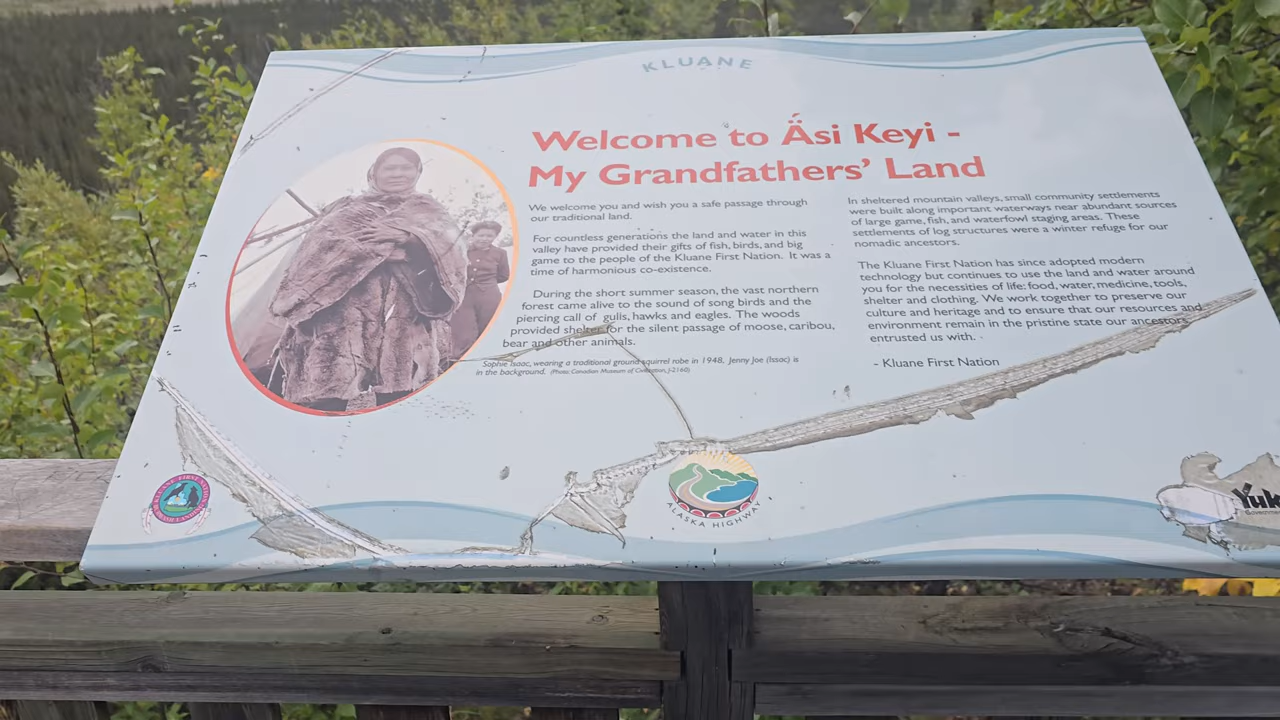 KLUANE
Welcome to Ä́si Keyi -
My Grandfathers' Land
We welcome you and wish you a safe passage through
our traditional land.
For countless generations the land and water in this
valley have provided their gifts of fish, birds, and big
game to the people of the Kluane First Nation. It was a
time of harmonious co-existence.
During the short summer season, the vast northern
forest came alive to the sound of song birds and the
piercing call of gulls, hawks and eagles. The woods
provided shelter for the silent passage of moose, caribou,
bear and other animals.
Sophie Isaac, wearing a traditional ground squirrel robe in 1948, Jenny Joe (Issac) is
in the background. (Photo: Canadian Museum of Civilization, J-2160)
In sheltered mountain valleys, small community settlements
were built along important waterways near abundant sources
of large game, fish, and waterfowl staging areas. These
settlements of log structures were a winter refuge for our
nomadic ancestors.
The Kluane First Nation has since adopted modern
technology but continues to use the land and water around
you for the necessities of life: food, water, medicine, tools,
shelter and clothing. We work together to preserve our
culture and heritage and to ensure that our resources and
environment remain in the pristine state our ancestors
entrusted us with.
- Kluane First Nation
KLUANE FIRST NATION
ALASKA HIGHWAY
Yuk
Government